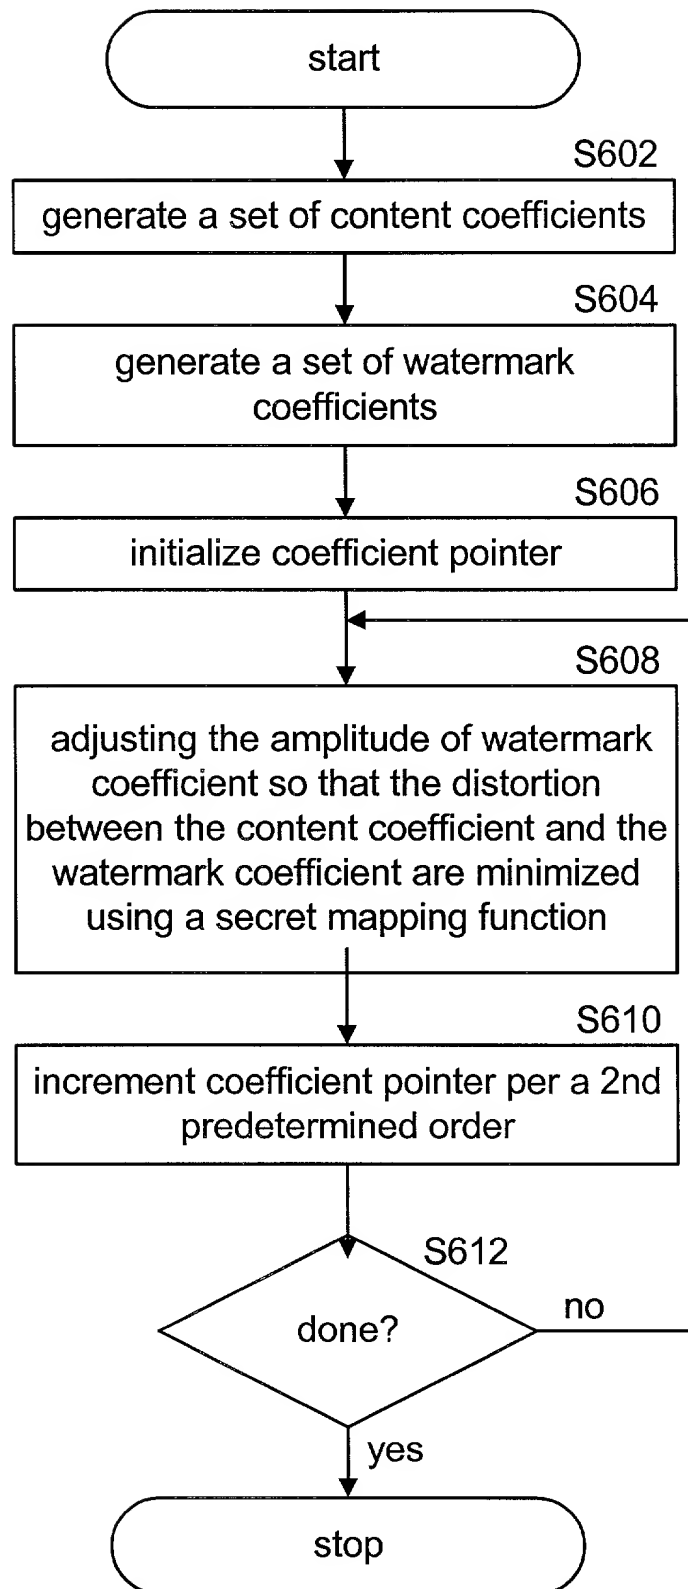 start
S602
generate a set of content coefficients
S604
generate a set of watermark
coefficients
S606
initialize coefficient pointer
S608
adjusting the amplitude of watermark
coefficient so that the distortion
between the content coefficient and the
watermark coefficient are minimized
using a secret mapping function
S610
increment coefficient pointer per a 2nd
predetermined order
S612
done?
no
yes
stop